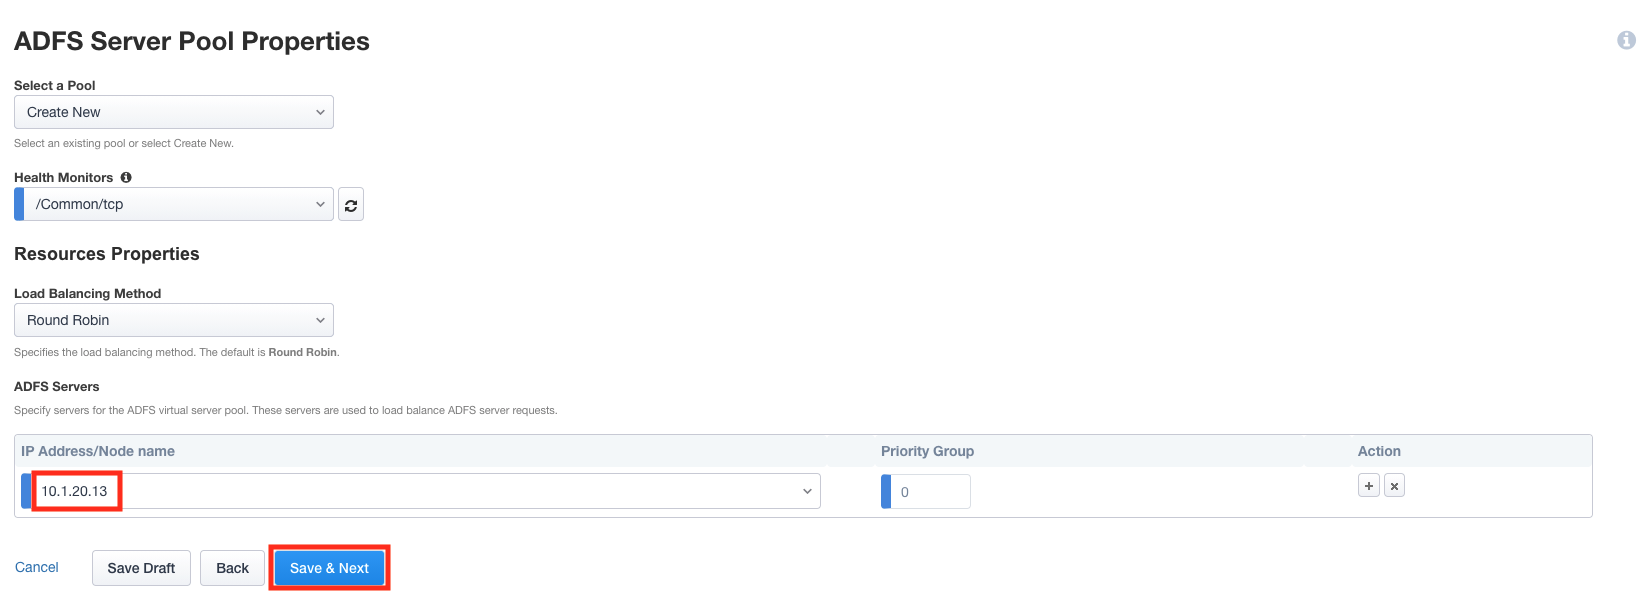 ADFS Server Pool Properties
Select a Pool
Create New
Select an existing pool or select Create New.
Health Monitors
/Common/tcp
Resources Properties
Load Balancing Method
Round Robin
Specifies the load balancing method. The default is Round Robin.
ADFS Servers
Specify servers for the ADFS virtual server pool. These servers are used to load balance ADFS server requests.
IP Address/Node name Priority Group Action
10.1.20.13 0
Cancel Save Draft Back Save & Next